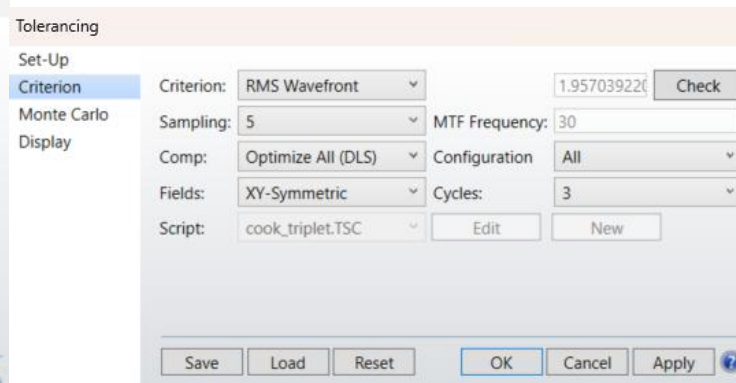 Tolerancing
Set-Up
Criterion
Monte Carlo
Display
Criterion: RMS Wavefront 1.957039220 Check
Sampling: 5 MTF Frequency: 30
Comp: Optimize All (DLS) Configuration All
Fields: XY-Symmetric Cycles: 3
Script: cook_triplet.TSC Edit New
Save Load Reset OK Cancel Apply ?